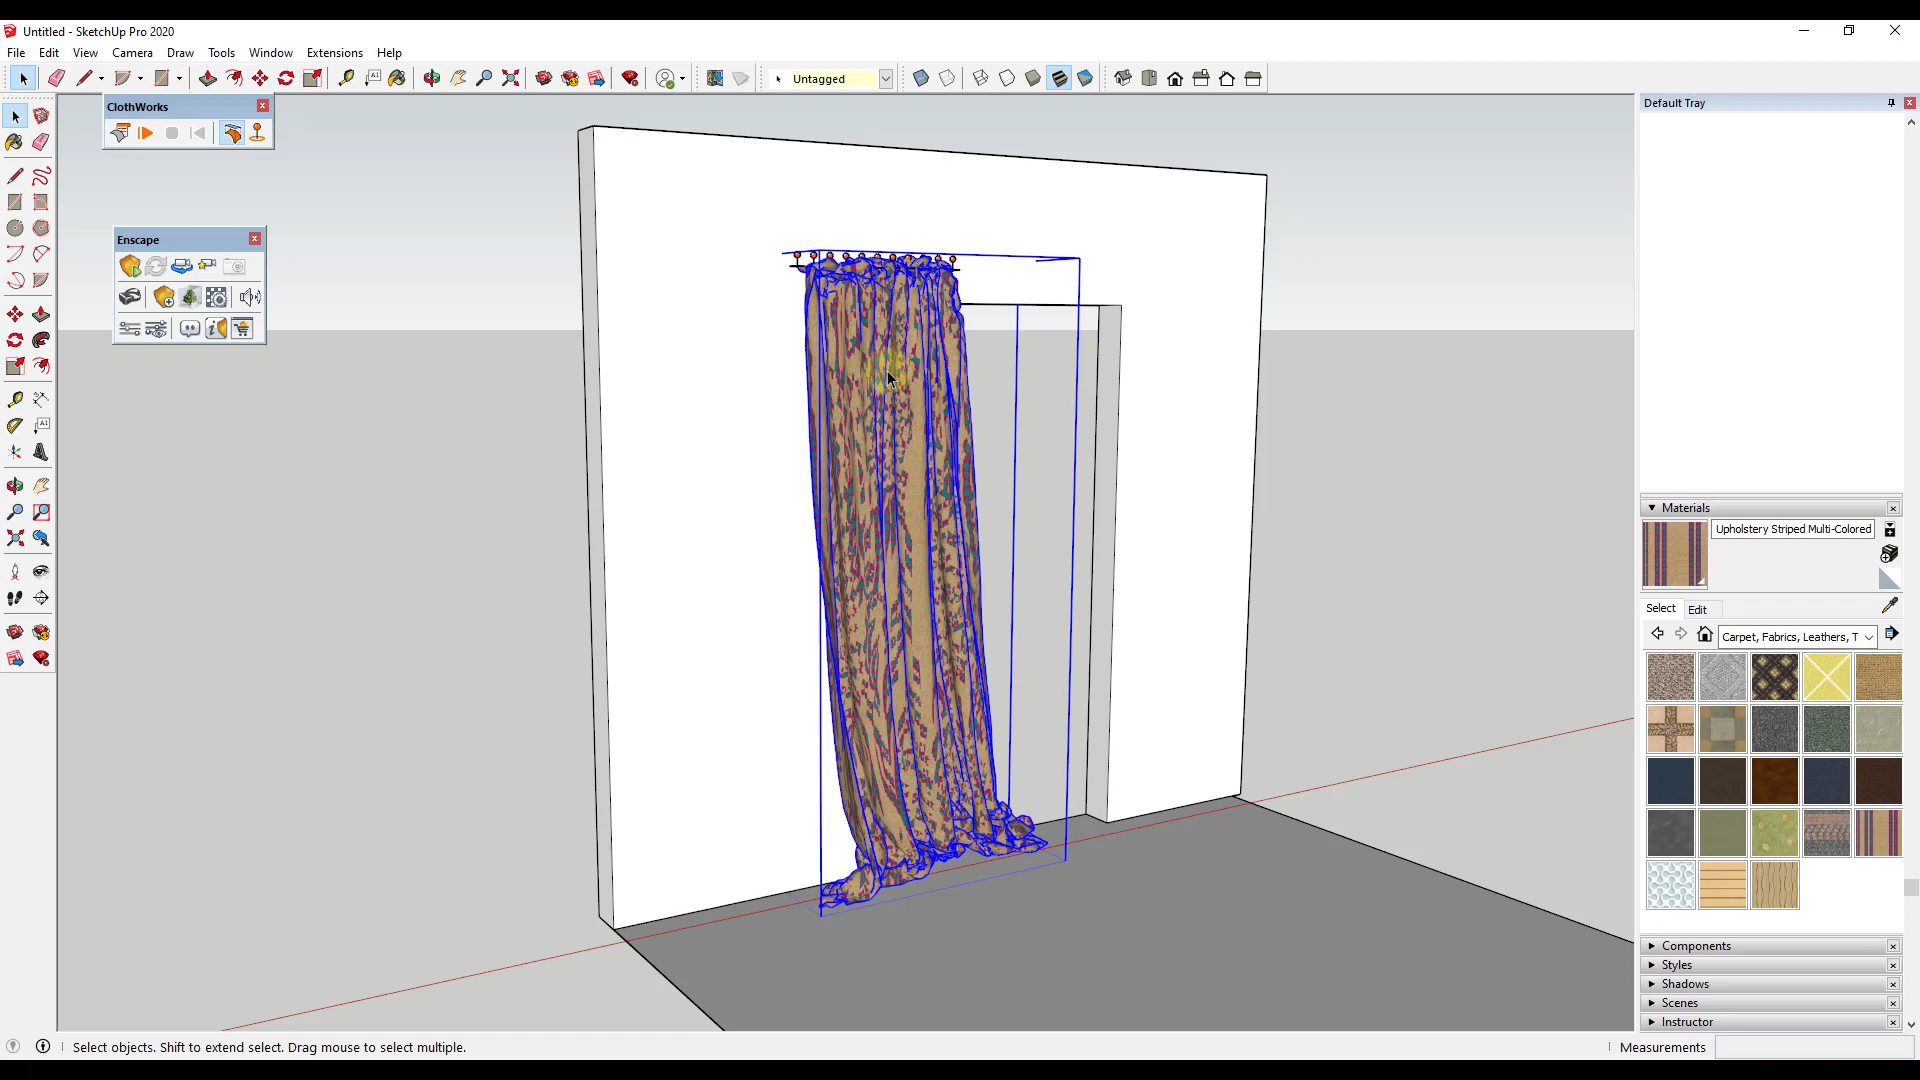 Untitled - SketchUp Pro 2020
File Edit View Camera Draw Tools Window Extensions Help
Untagged
ClothWorks
Default Tray
Enscape
Materials
Upholstery Striped Multi-Colored
Select Edit
Carpet, Fabrics, Leathers, T
Components
Styles
Shadows
Scenes
Instructor
Select objects. Shift to extend select. Drag mouse to select multiple.
Measurements